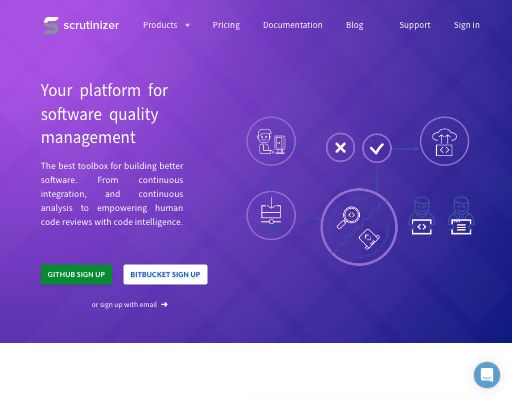 scrutinizer Products Pricing Documentation Blog Support Sign in
Your platform for
software quality
management
The best toolbox for building better
software. From continuous
integration, and continuous
analysis to empowering human
code reviews with code intelligence.
GITHUB SIGN UP BITBUCKET SIGN UP
or sign up with email →